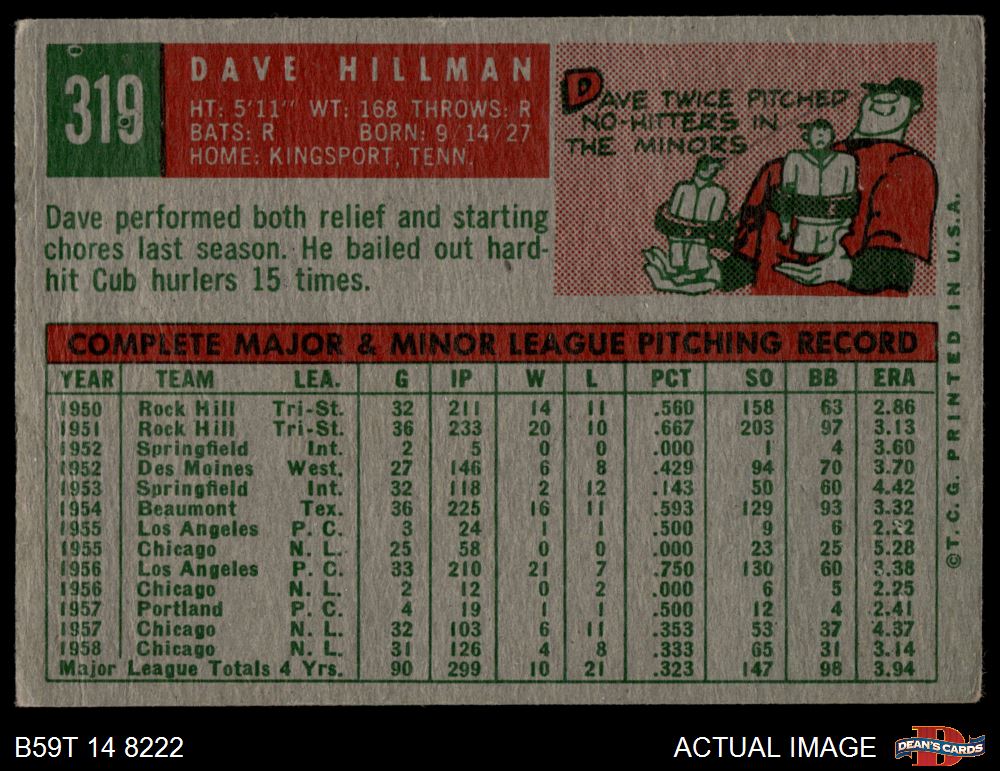 319
DAVE HILLMAN
HT: 5'11" WT: 168 THROWS: R
BATS: R BORN: 9/14/27
HOME: KINGSPORT, TENN.
DAVE TWICE PITCHED
NO-HITTERS IN
THE MINORS
Dave performed both relief and starting
chores last season. He bailed out hard-
hit Cub hurlers 15 times.
COMPLETE MAJOR & MINOR LEAGUE PITCHING RECORD
YEAR TEAM LEA. G IP W L PCT SO BB ERA
1950 Rock Hill Tri-St. 32 211 14 11 .560 158 63 2.86
1951 Rock Hill Tri-St. 36 233 20 10 .667 203 97 3.13
1952 Springfield Int. 2 5 0 0 .000 1 4 3.60
1952 Des Moines West. 27 146 6 8 .429 94 70 3.70
1953 Springfield Int. 32 118 2 12 .143 50 60 4.42
1954 Beaumont Tex. 36 225 16 11 .593 129 93 3.32
1955 Los Angeles P. C. 3 24 1 1 .500 9 6 2.22
1955 Chicago N. L. 25 58 0 0 .000 23 25 5.28
1956 Los Angeles P. C. 33 210 21 7 .750 130 60 3.38
1956 Chicago N. L. 2 12 0 2 .000 6 5 2.25
1957 Portland P. C. 4 19 1 1 .500 12 4 2.41
1957 Chicago N. L. 32 103 6 11 .353 53 37 4.37
1958 Chicago N. L. 31 126 4 8 .333 65 31 3.14
Major League Totals 4 Yrs. 90 299 10 21 .323 147 98 3.94
©T.C.G. PRINTED IN U.S.A.
B59T 14 8222
ACTUAL IMAGE
D
DEAN'S CARDS